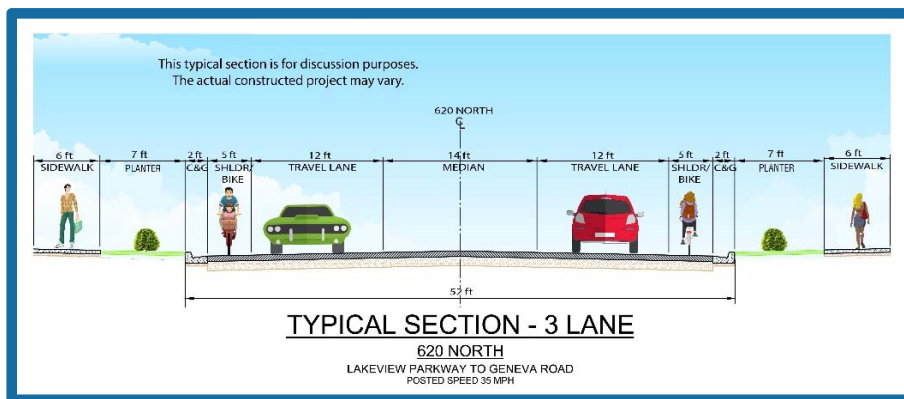 This typical section is for discussion purposes.
The actual constructed project may vary.
620 NORTH
℄
6 ft 7 ft 2 ft 5 ft 12 ft 14 ft 12 ft 5 ft 2 ft 7 ft 6 ft
SIDEWALK PLANTER C&G SHLDR/ TRAVEL LANE MEDIAN TRAVEL LANE SHLDR/ C&G PLANTER SIDEWALK
BIKE BIKE
52 ft
TYPICAL SECTION - 3 LANE
620 NORTH
LAKEVIEW PARKWAY TO GENEVA ROAD
POSTED SPEED 35 MPH